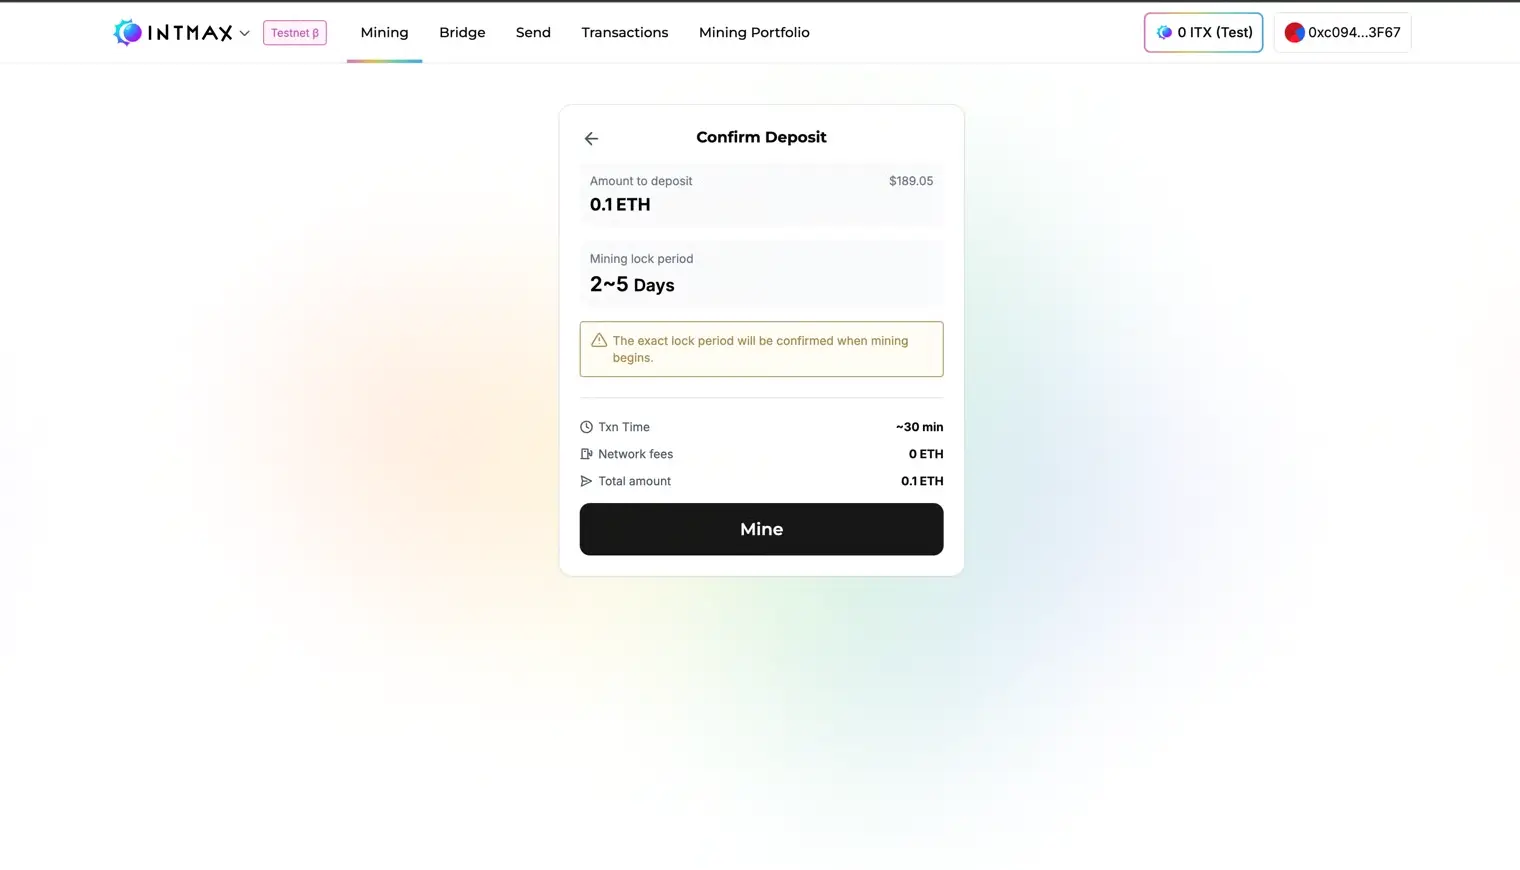 INTMAX
Testnet β
Mining
Bridge
Send
Transactions
Mining Portfolio
0 ITX (Test)
0xc094...3F67
Confirm Deposit
Amount to deposit
$189.05
0.1 ETH
Mining lock period
2~5 Days
The exact lock period will be confirmed when mining
begins.
Txn Time
~30 min
Network fees
0 ETH
Total amount
0.1 ETH
Mine